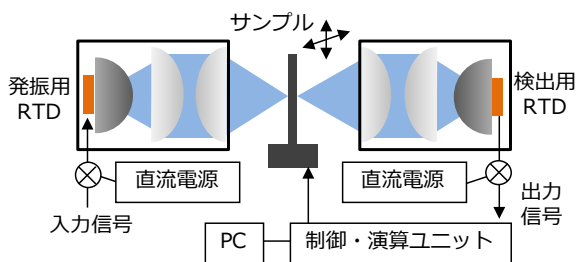 サンプル
発振用
RTD
検出用
RTD
直流電源
直流電源
入力信号
出力
信号
PC
制御・演算ユニット